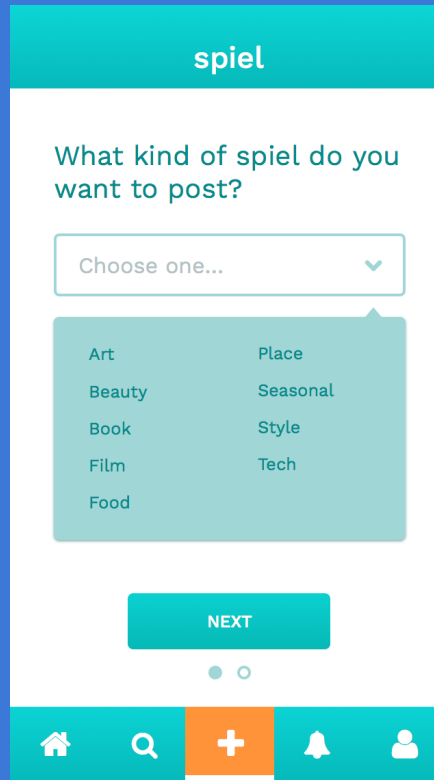 spiel
What kind of spiel do you
want to post?
Choose one...
Art
Beauty
Book
Film
Food
Place
Seasonal
Style
Tech
NEXT